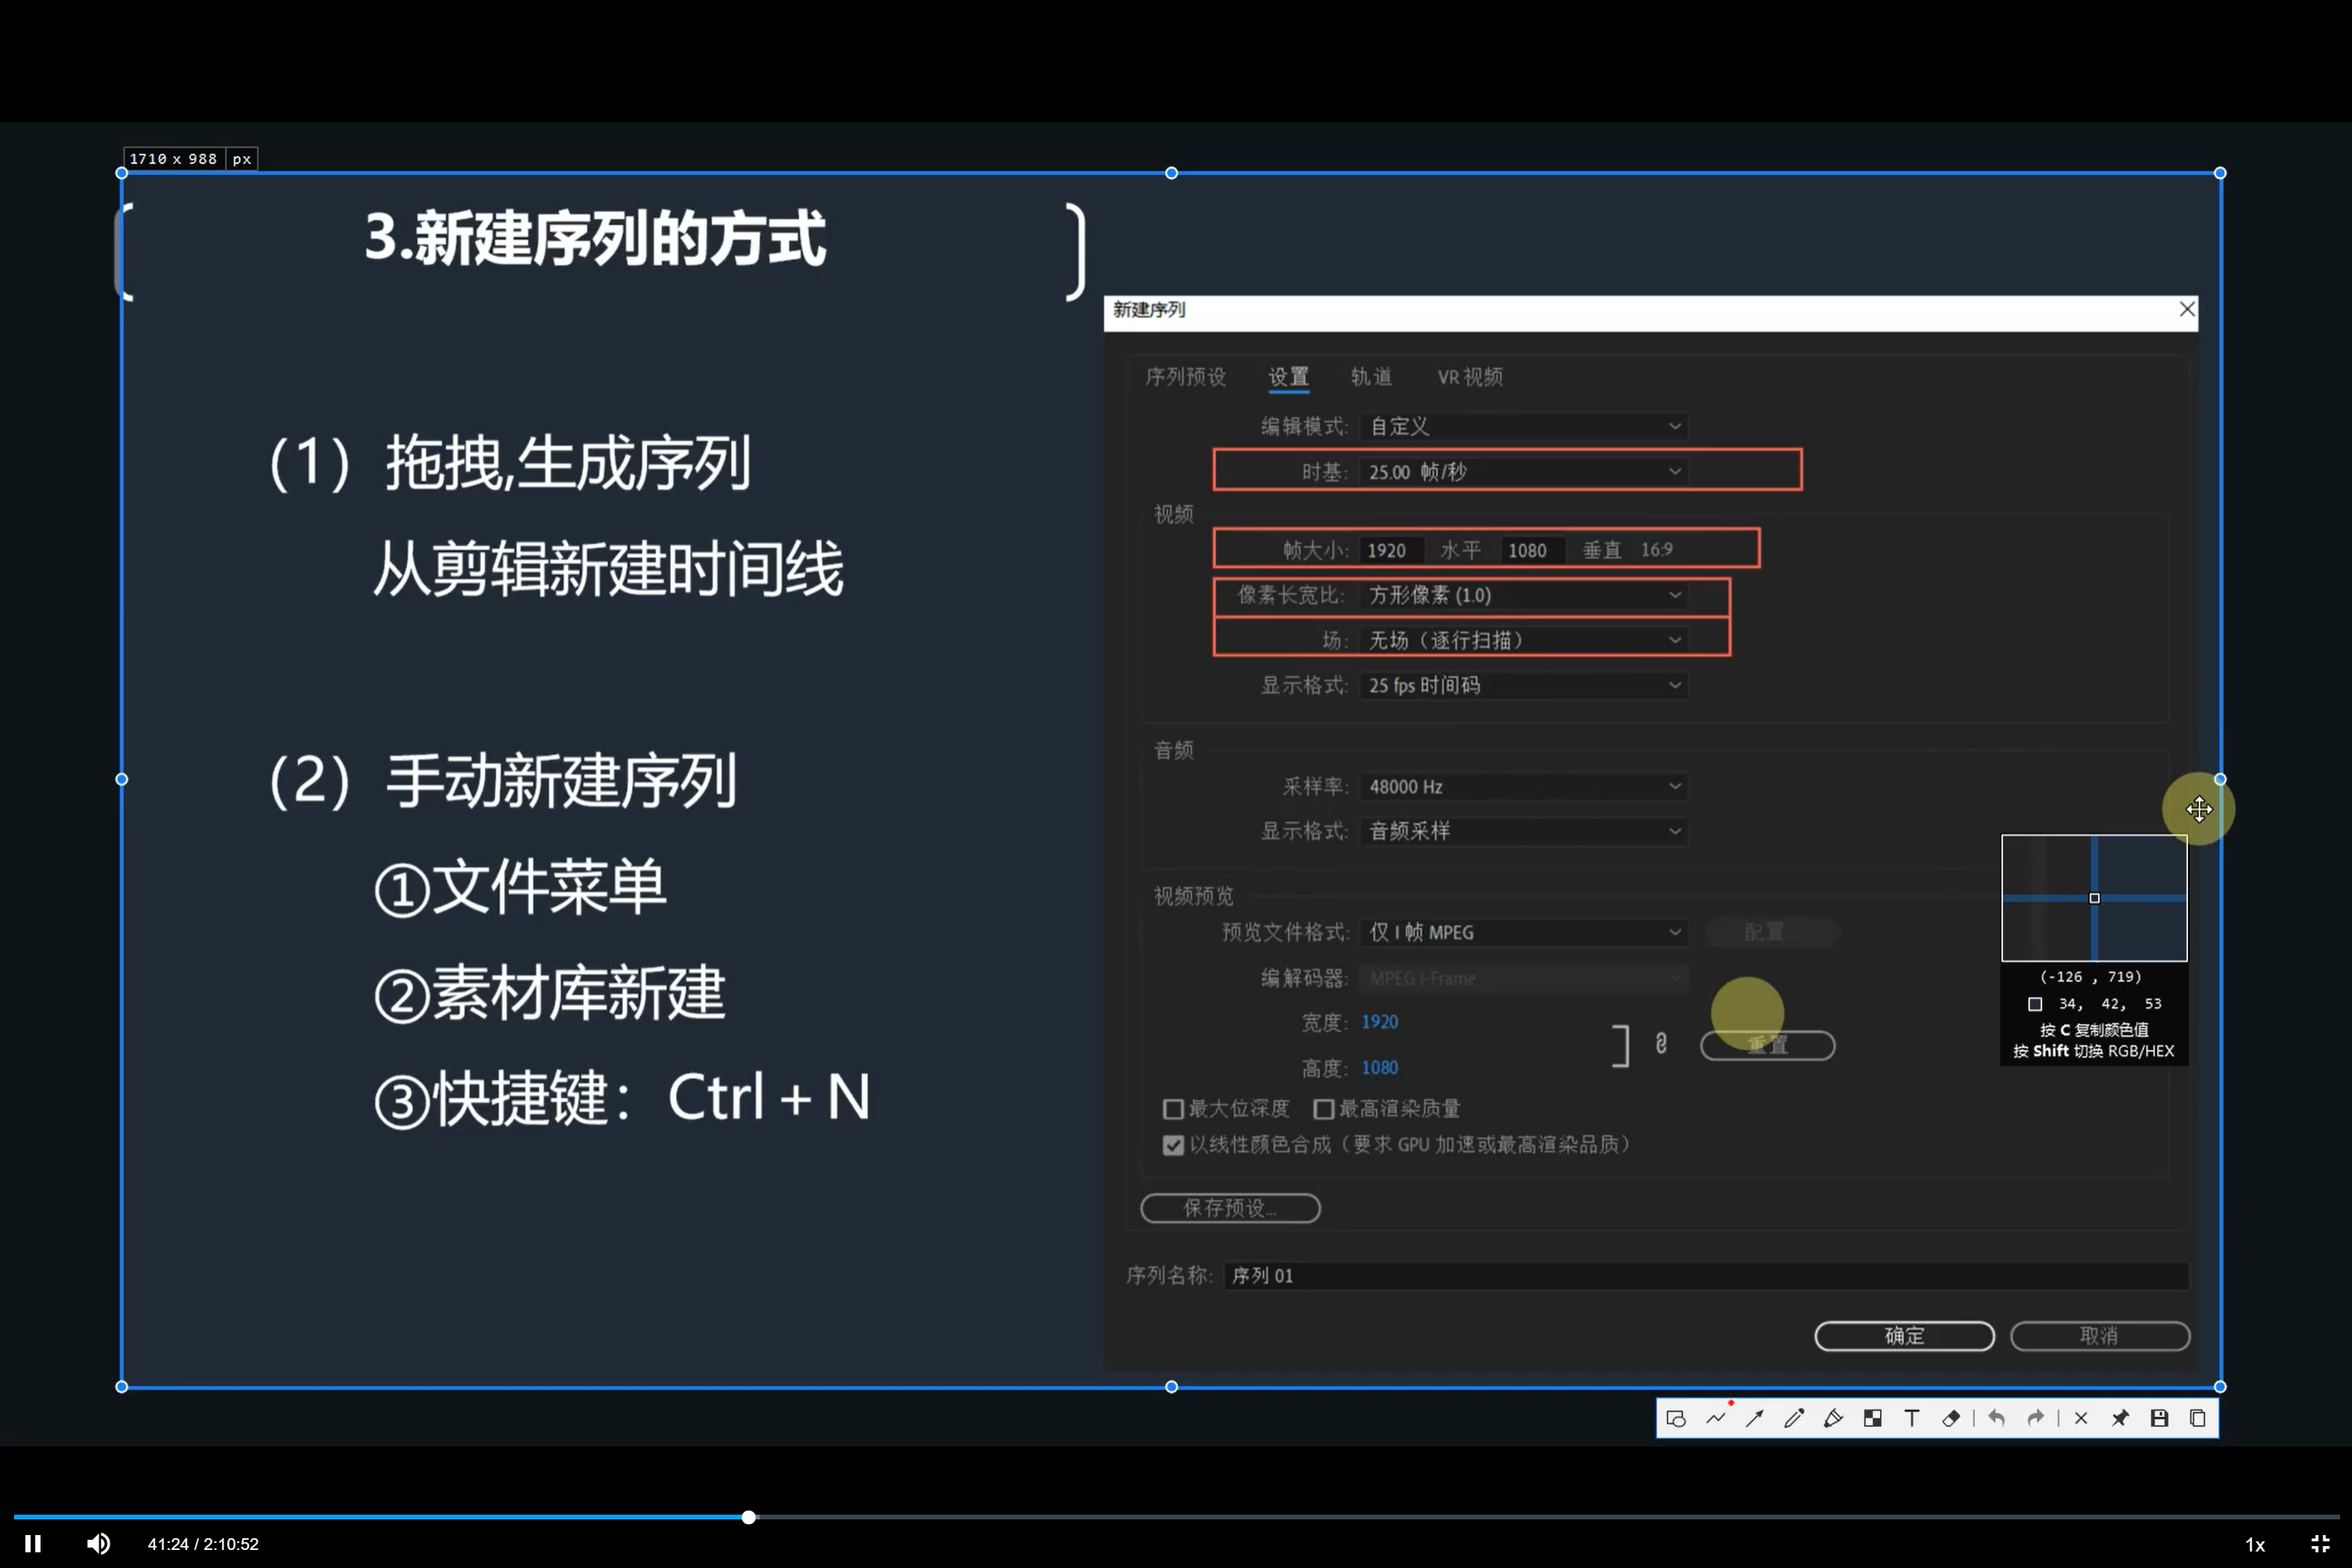 1710 x 988 px
3.新建序列的方式
（1）拖拽,生成序列
从剪辑新建时间线
（2）手动新建序列
①文件菜单
②素材库新建
③快捷键：Ctrl + N
新建序列
序列预设 设置 轨道 VR 视频
编辑模式: 自定义
时基: 25.00 帧/秒
视频
帧大小: 1920 水平 1080 垂直 16:9
像素长宽比: 方形像素 (1.0)
场: 无场（逐行扫描）
显示格式: 25 fps 时间码
音频
采样率: 48000 Hz
显示格式: 音频采样
视频预览
预览文件格式: 仅 I 帧 MPEG 配置...
编解码器: MPEG I-Frame
宽度: 1920
高度: 1080
重置
最大位深度 最高渲染质量
以线性颜色合成（要求 GPU 加速或最高渲染品质）
保存预设...
序列名称: 序列 01
确定 取消
(-126 , 719)
34, 42, 53
按 C 复制颜色值
按 Shift 切换 RGB/HEX
41:24 / 2:10:52
1x